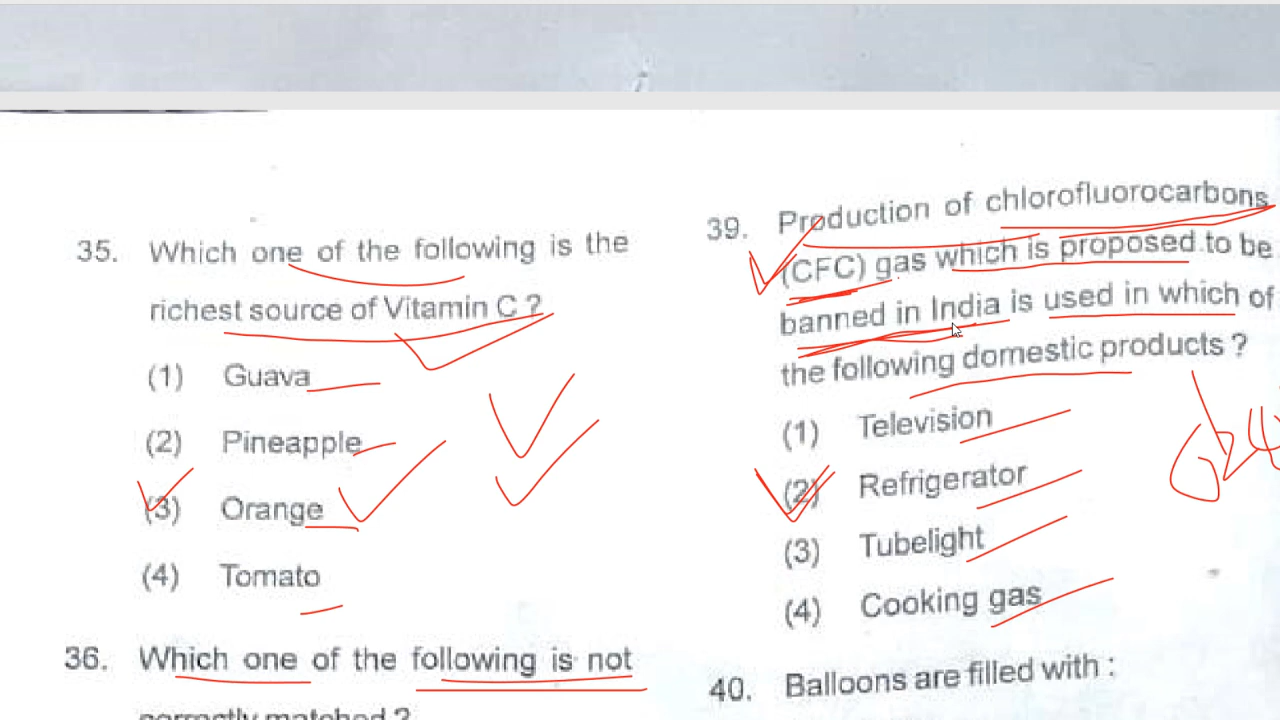 35. Which one of the following is the
richest source of Vitamin C ?
(1) Guava
(2) Pineapple
(3) Orange
(4) Tomato
36. Which one of the following is not
correctly matched ?
39. Production of chlorofluorocarbons
(CFC) gas which is proposed to be
banned in India is used in which of
the following domestic products ?
(1) Television
(2) Refrigerator
(3) Tubelight
(4) Cooking gas
40. Balloons are filled with :